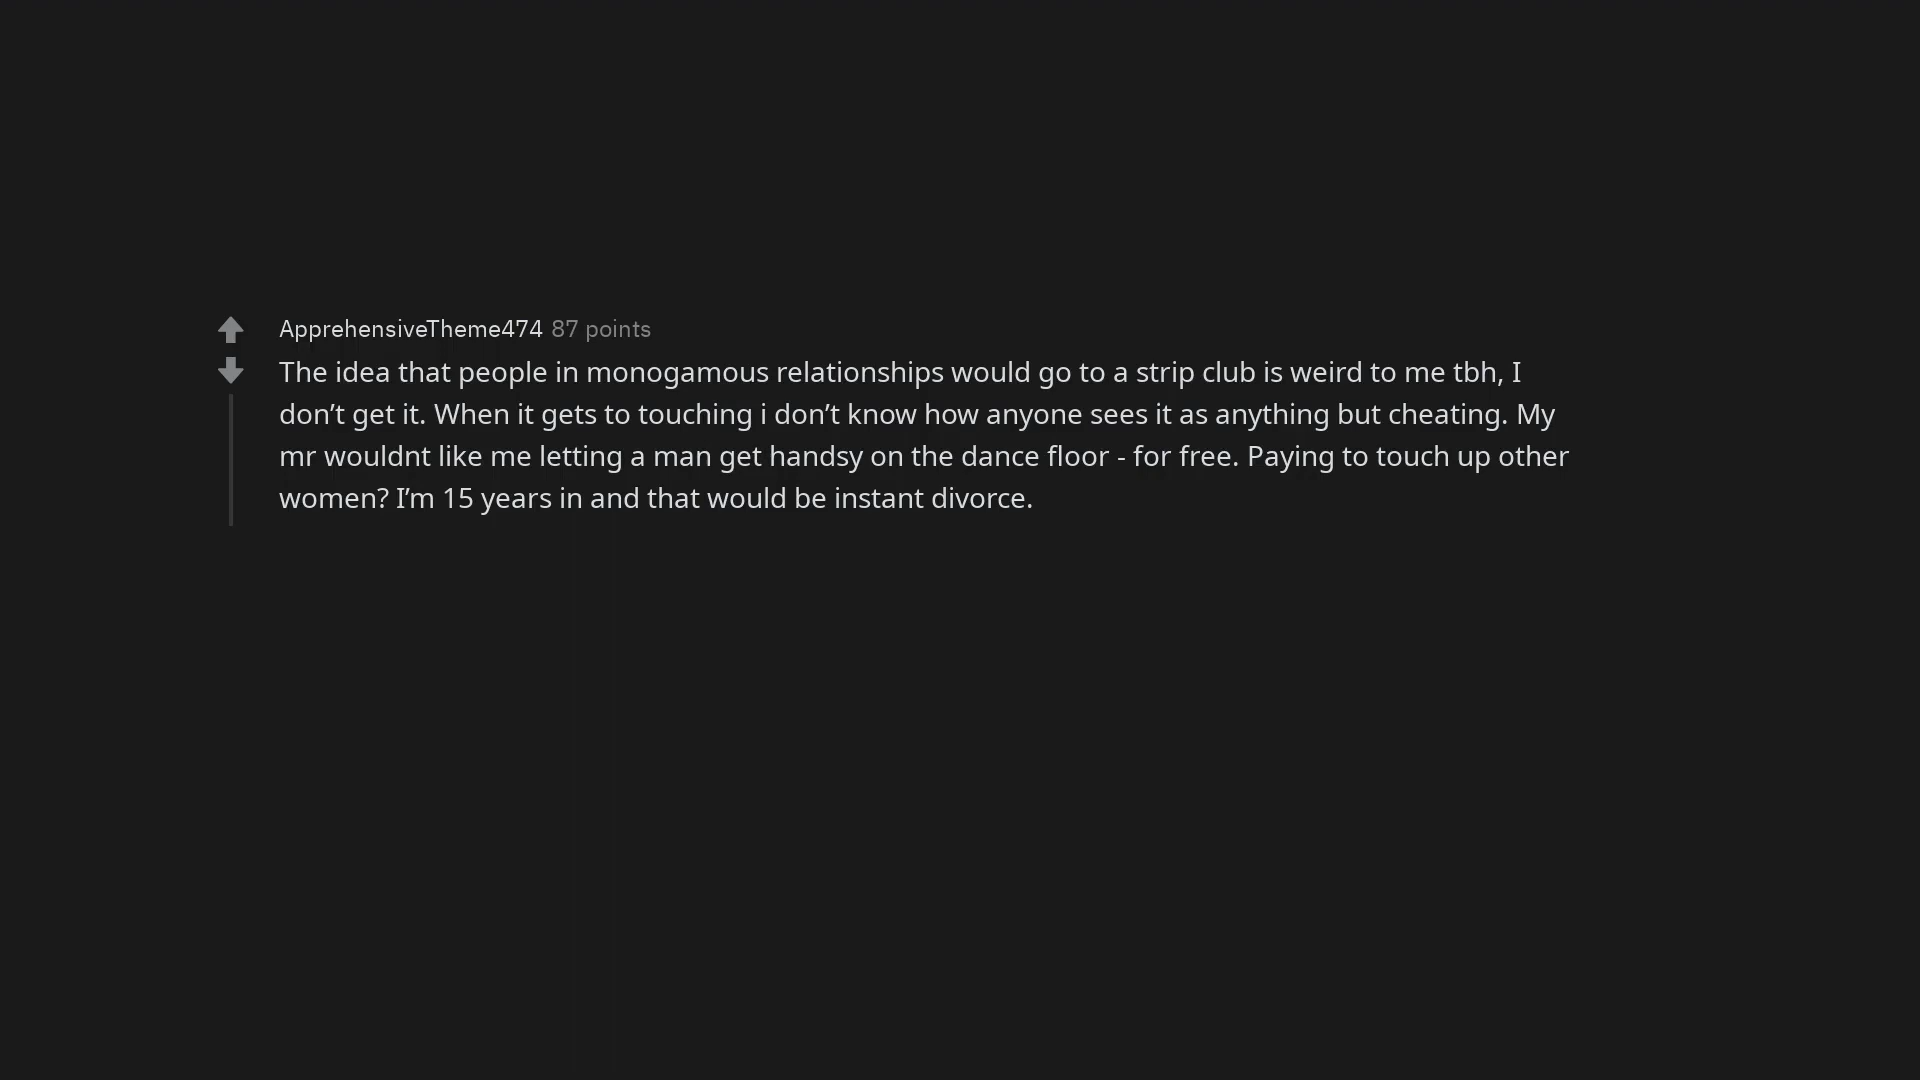 ApprehensiveTheme474 87 points
The idea that people in monogamous relationships would go to a strip club is weird to me tbh, I
don’t get it. When it gets to touching i don’t know how anyone sees it as anything but cheating. My
mr wouldnt like me letting a man get handsy on the dance floor - for free. Paying to touch up other
women? I’m 15 years in and that would be instant divorce.